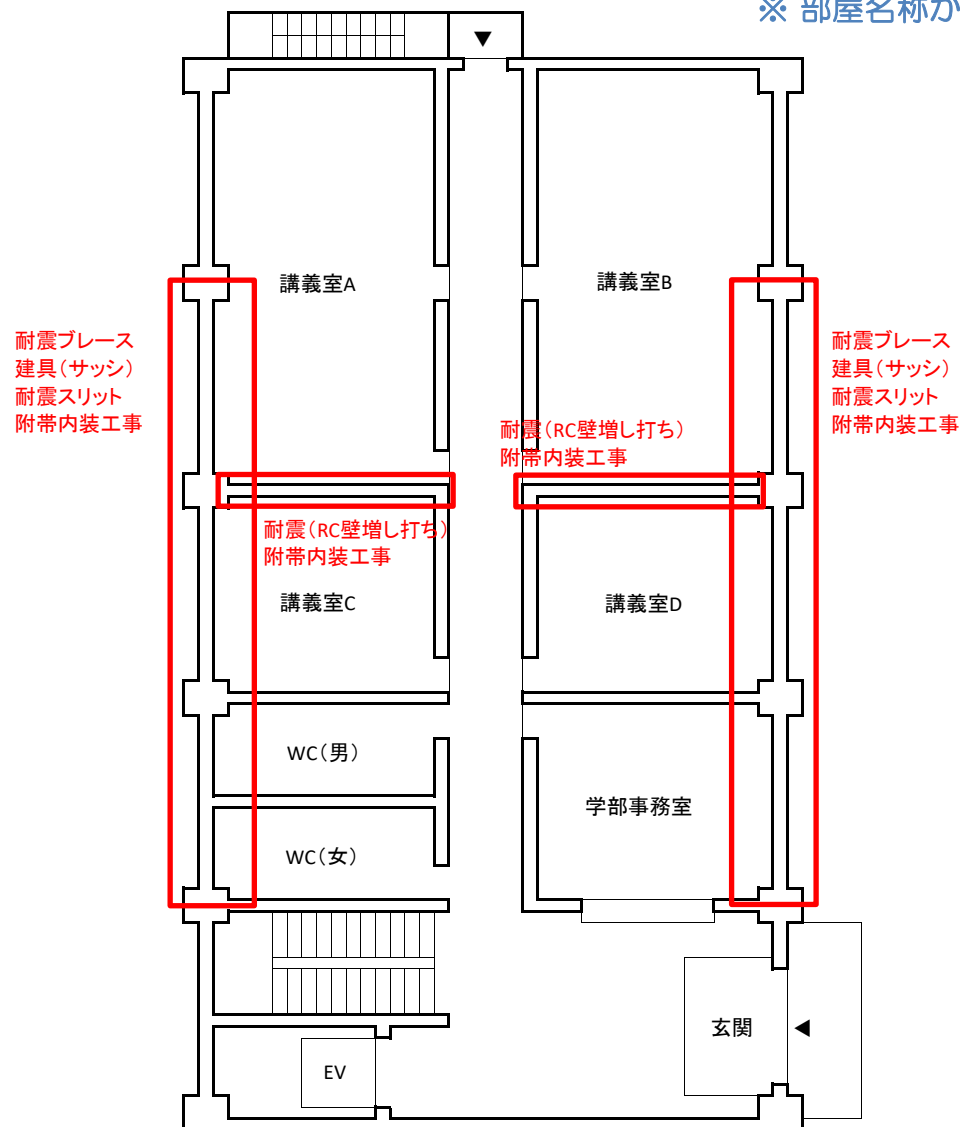 ※ 部屋名称が
講義室A
講義室B
耐震ブレース
建具(サッシ)
耐震スリット
附帯内装工事
耐震ブレース
建具(サッシ)
耐震スリット
附帯内装工事
耐震(RC壁増し打ち)
附帯内装工事
耐震(RC壁増し打ち)
附帯内装工事
講義室C
講義室D
WC(男)
学部事務室
WC(女)
玄関
EV